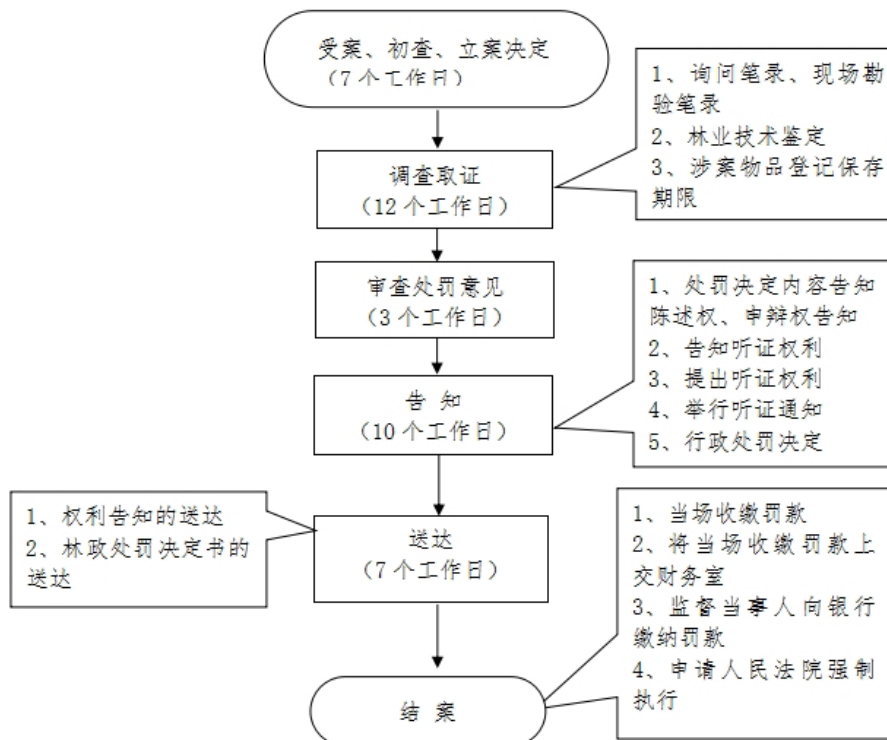 受案、初查、立案决定
（7 个工作日）
1、询问笔录、现场勘
验笔录
2、林业技术鉴定
3、涉案物品登记保存
期限
调查取证
（12 个工作日）
审查处罚意见
（3 个工作日）
1、处罚决定内容告知
陈述权、申辩权告知
2、告知听证权利
3、提出听证权利
4、举行听证通知
5、行政处罚决定
告 知
（10 个工作日）
1、权利告知的送达
2、林政处罚决定书的
送达
送达
（7 个工作日）
1、当场收缴罚款
2、将当场收缴罚款上
交财务室
3、监督当事人向银行
缴纳罚款
4、申请人民法院强制
执行
结 案